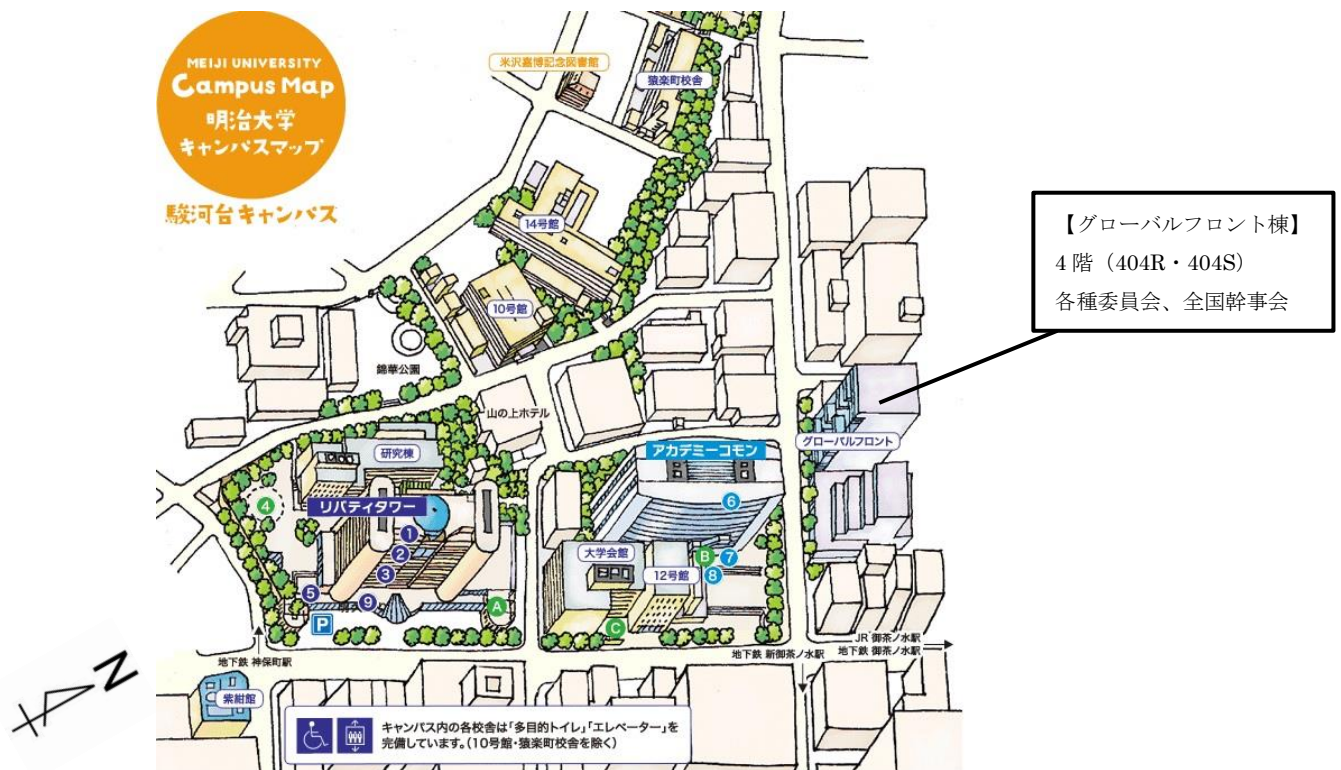 MEIJI UNIVERSITY
Campus Map
明治大学
キャンパスマップ
駿河台キャンパス
米沢嘉博記念図書館
猿楽町校舎
14号館
10号館
錦華公園
山の上ホテル
【グローバルフロント棟】
4 階（404R・404S）
各種委員会、全国幹事会
グローバルフロント
研究棟
アカデミーコモン
4
リバティタワー
6
1
2
3
大学会館
12号館
B
7
8
5
9
A
P
C
JR 御茶ノ水駅
地下鉄 御茶ノ水駅
地下鉄 神保町駅
地下鉄 新御茶ノ水駅
紫紺館
N
キャンパス内の各校舎は「多目的トイレ」「エレベーター」を
完備しています。（10号館・猿楽町校舎を除く）